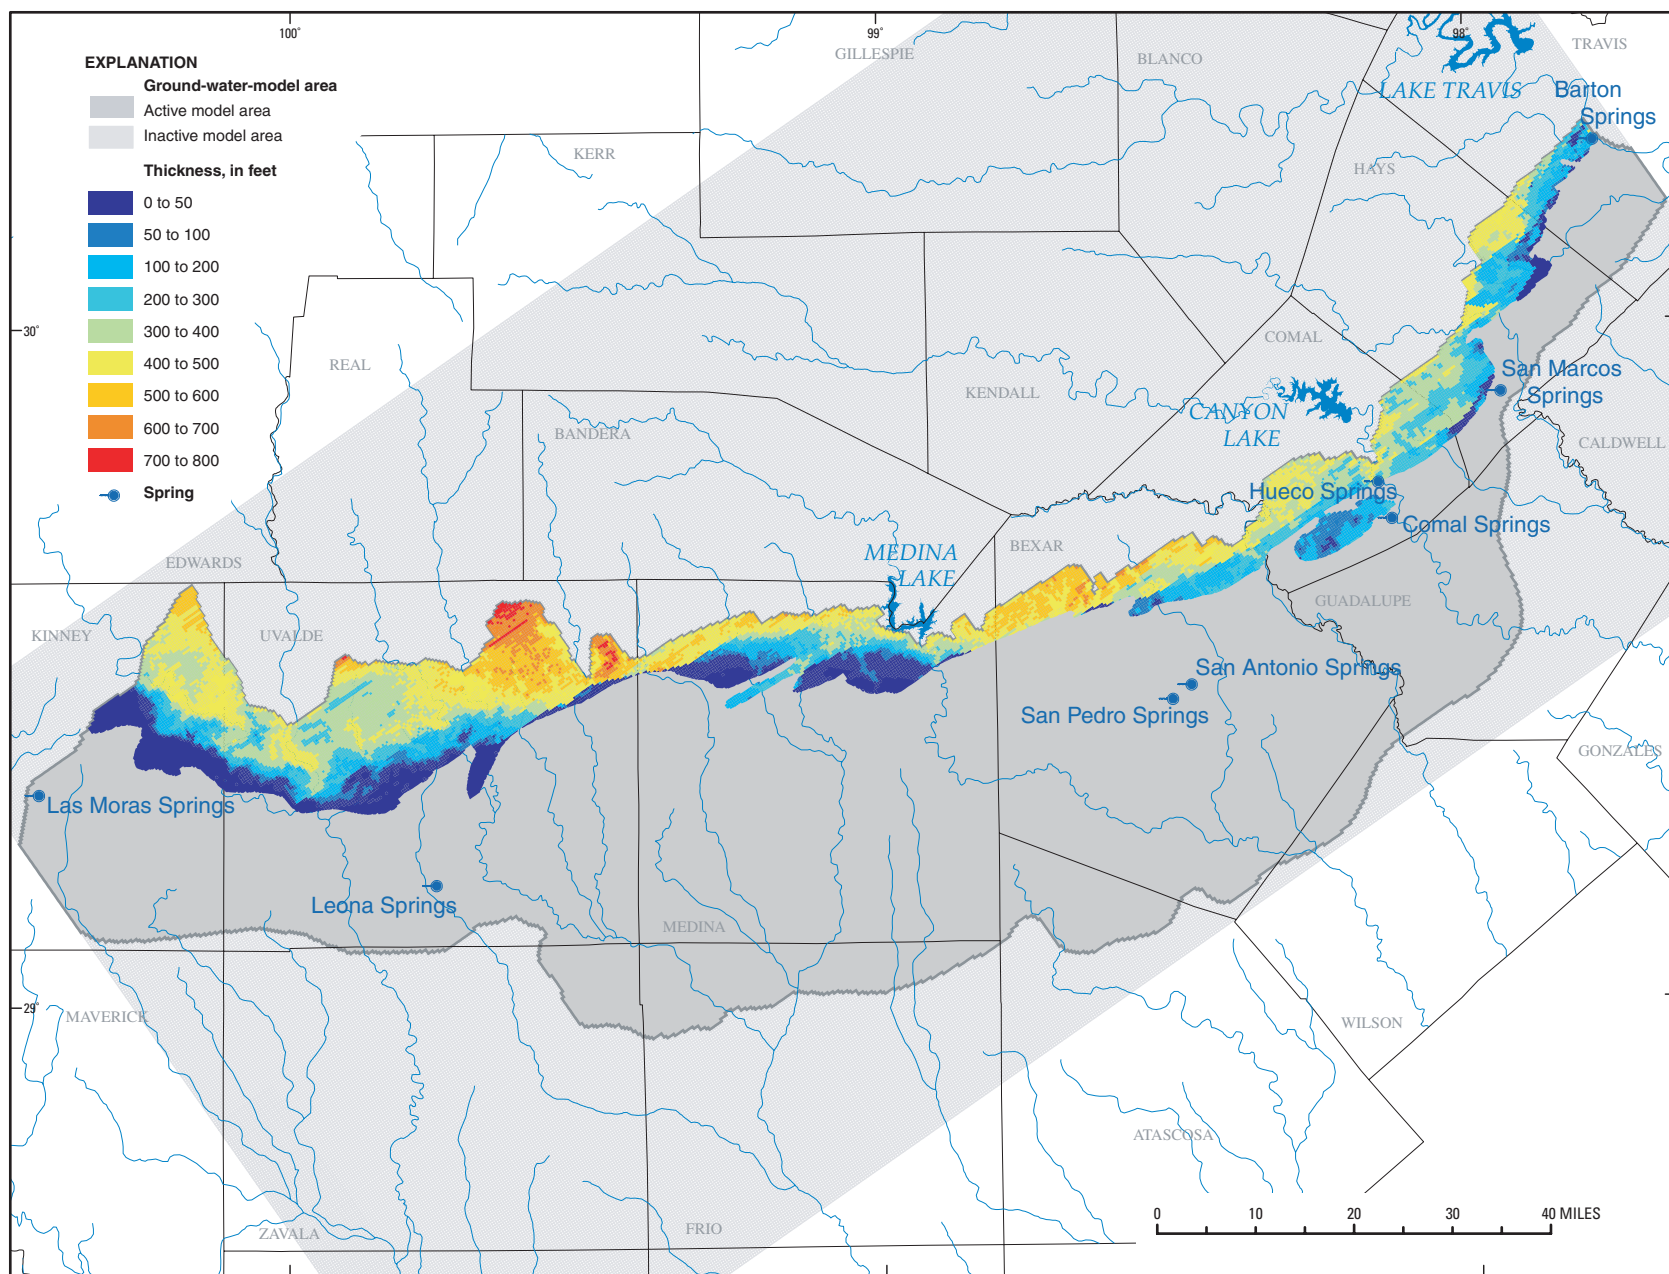 100°
99°
98°
EXPLANATION
Ground-water-model area
Active model area
Inactive model area
Thickness, in feet
0 to 50
50 to 100
100 to 200
200 to 300
300 to 400
400 to 500
500 to 600
600 to 700
700 to 800
Spring
GILLESPIE
BLANCO
TRAVIS
LAKE TRAVIS
Barton
Springs
KERR
HAYS
30°
REAL
COMAL
KENDALL
San Marcos
Springs
CANYON
LAKE
BANDERA
CALDWELL
Hueco Springs
Comal Springs
EDWARDS
MEDINA
LAKE
BEXAR
GUADALUPE
KINNEY
UVALDE
San Antonio Springs
San Pedro Springs
GONZALES
Las Moras Springs
Leona Springs
MEDINA
29°
MAVERICK
WILSON
ATASCOSA
ZAVALA
FRIO
0 10 20 30 40 MILES